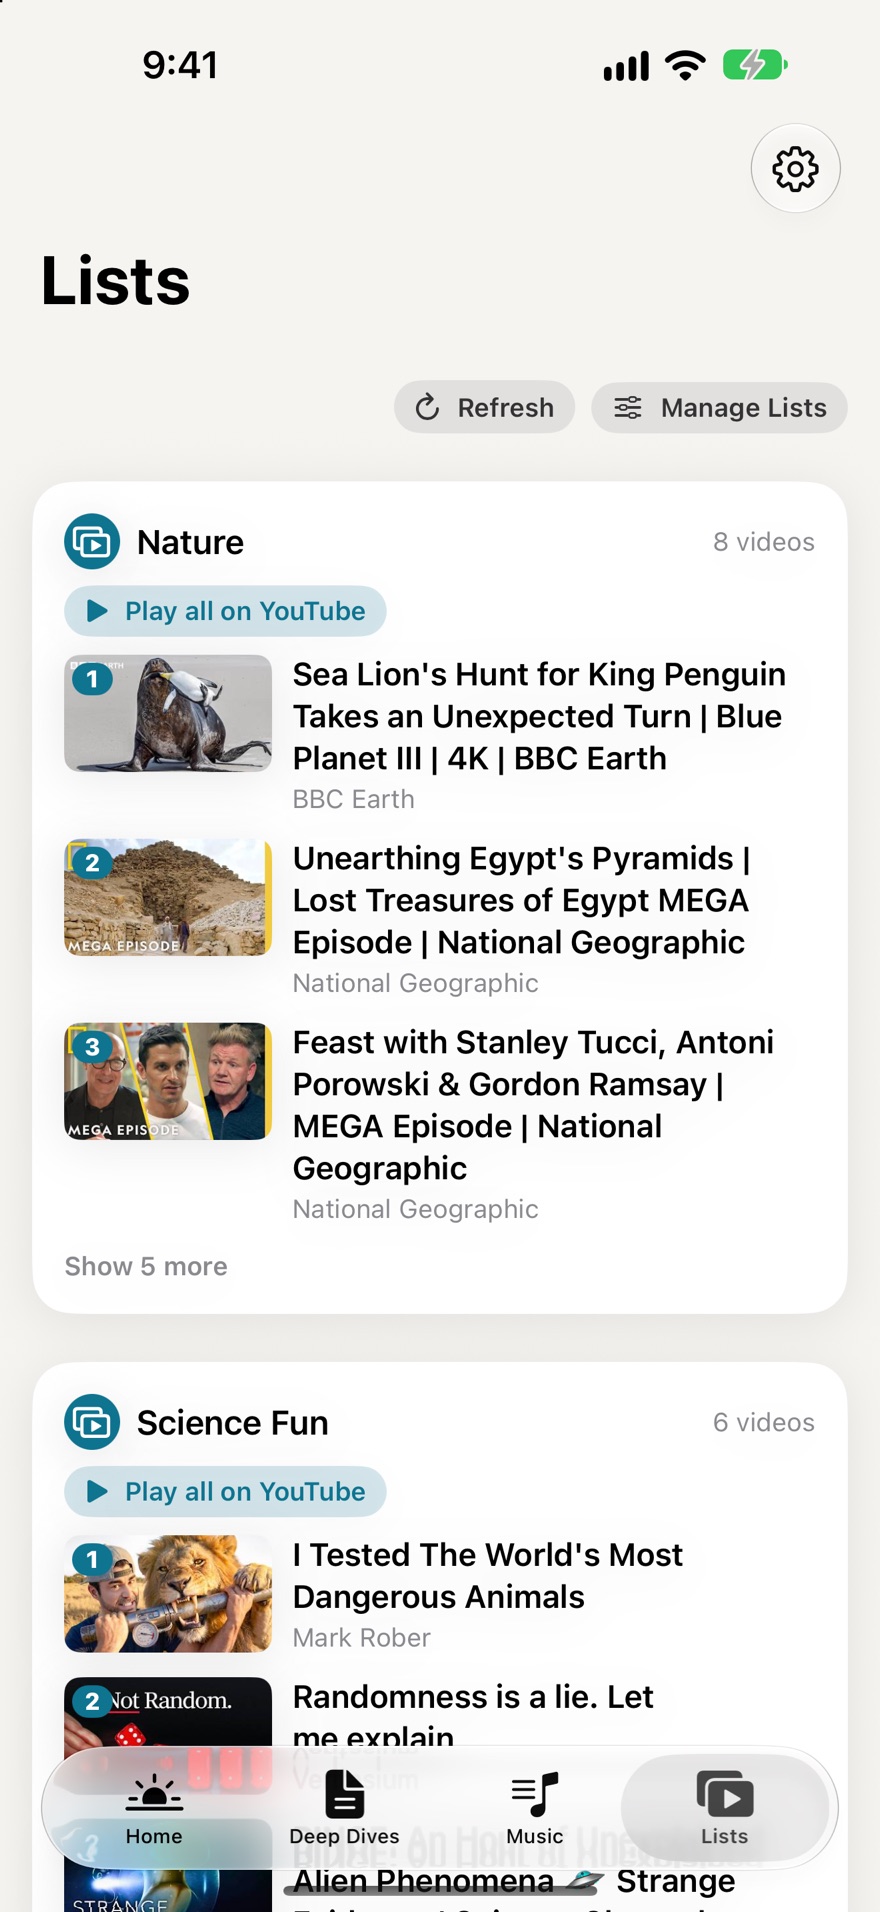 9:41
Lists
Refresh
Manage Lists
Nature
8 videos
Play all on YouTube
1
Sea Lion's Hunt for King Penguin
Takes an Unexpected Turn | Blue
Planet III | 4K | BBC Earth
BBC Earth
2
MEGA EPISODE
Unearthing Egypt's Pyramids |
Lost Treasures of Egypt MEGA
Episode | National Geographic
National Geographic
3
MEGA EPISODE
Feast with Stanley Tucci, Antoni
Porowski & Gordon Ramsay |
MEGA Episode | National
Geographic
National Geographic
Show 5 more
Science Fun
6 videos
Play all on YouTube
1
I Tested The World's Most
Dangerous Animals
Mark Rober
2
Not Random.
Randomness is a lie. Let
me explain
Home
Deep Dives
Music
Lists
Alien Phenomena 🛸 Strange
STRANGE